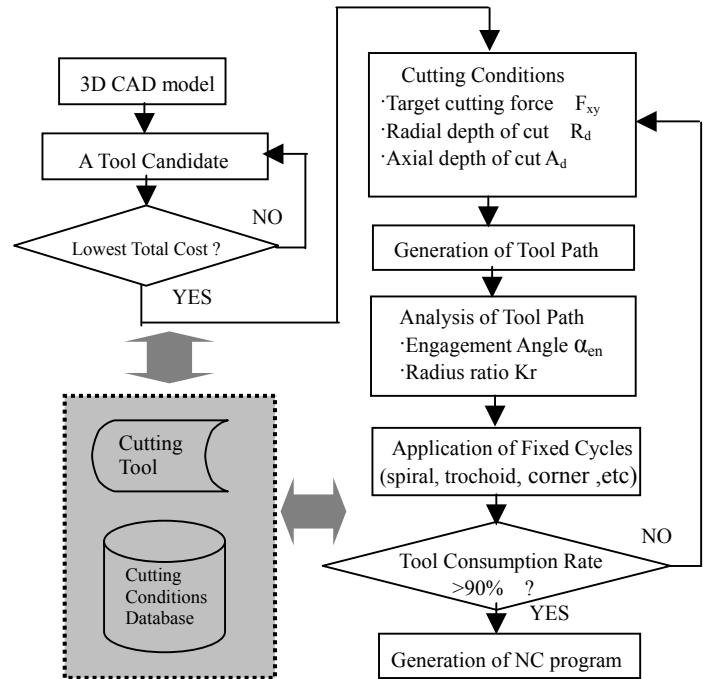 3D CAD model
A Tool Candidate
NO
Lowest Total Cost ?
YES
Cutting
Tool
Cutting
Conditions
Database
Cutting Conditions
·Target cutting force F_xy
·Radial depth of cut R_d
·Axial depth of cut A_d
Generation of Tool Path
Analysis of Tool Path
·Engagement Angle α_en
·Radius ratio Kr
Application of Fixed Cycles
(spiral, trochoid, corner ,etc)
NO
Tool Consumption Rate
>90% ?
YES
Generation of NC program